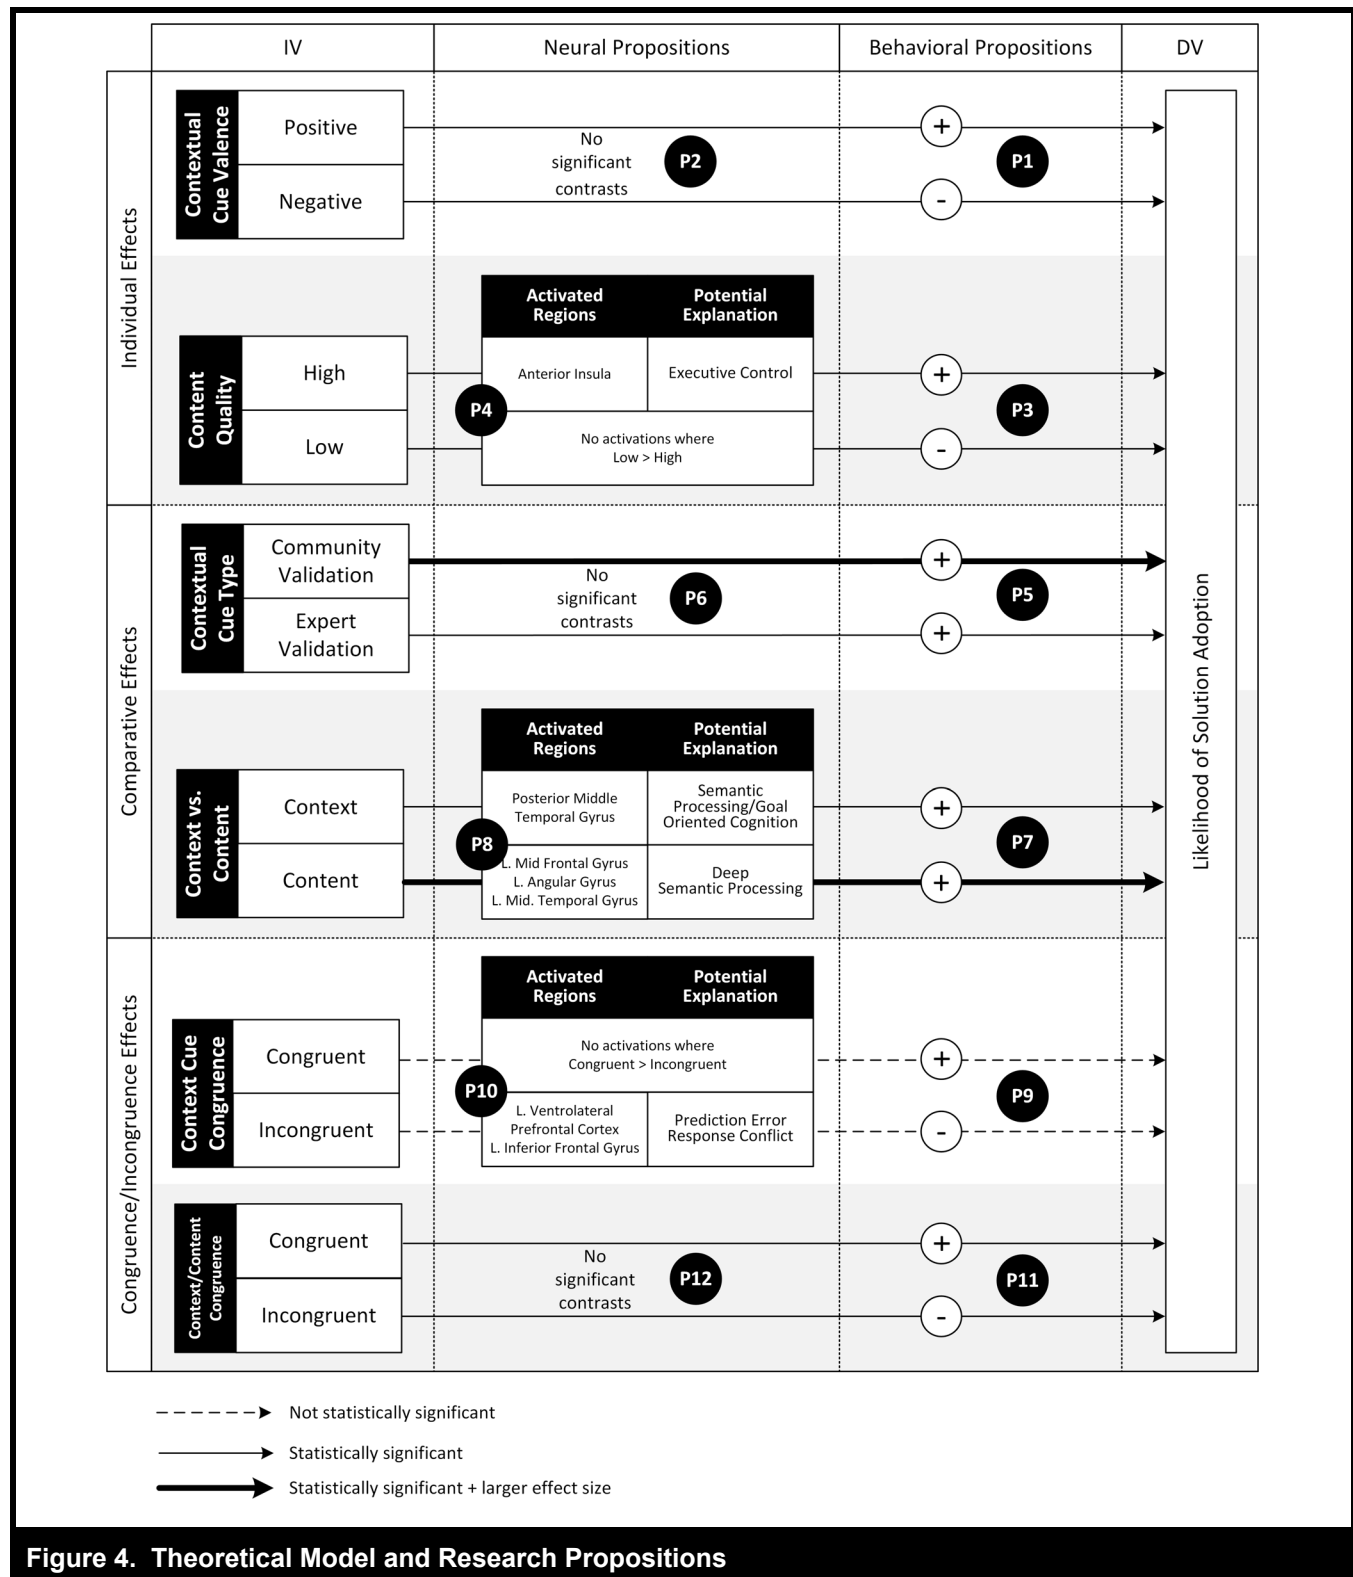 IV
Neural Propositions
Behavioral Propositions
DV
Individual Effects
Contextual
Cue Valence
Positive
Negative
No
significant
contrasts
P2
+
-
P1
Content
Quality
High
Low
P4
Activated
Regions
Potential
Explanation
Anterior Insula
Executive Control
No activations where
Low > High
+
-
P3
Comparative Effects
Contextual
Cue Type
Community
Validation
Expert
Validation
No
significant
contrasts
P6
+
+
P5
Context vs.
Content
Context
Content
P8
Activated
Regions
Potential
Explanation
Posterior Middle
Temporal Gyrus
Semantic
Processing/Goal
Oriented Cognition
L. Mid Frontal Gyrus
L. Angular Gyrus
L. Mid. Temporal Gyrus
Deep
Semantic Processing
+
+
P7
Congruence/Incongruence Effects
Context Cue
Congruence
Congruent
Incongruent
P10
Activated
Regions
Potential
Explanation
No activations where
Congruent > Incongruent
L. Ventrolateral
Prefrontal Cortex
L. Inferior Frontal Gyrus
Prediction Error
Response Conflict
+
-
P9
Context/Content
Congruence
Congruent
Incongruent
No
significant
contrasts
P12
+
-
P11
Likelihood of Solution Adoption
Not statistically significant
Statistically significant
Statistically significant + larger effect size
Figure 4. Theoretical Model and Research Propositions